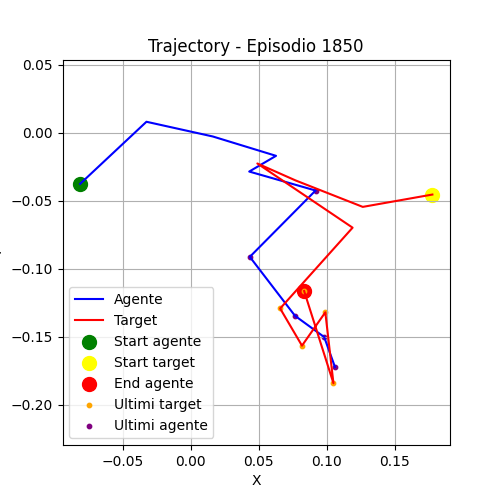 Trajectory - Episodio 1850
0.05
0.00
−0.05
−0.10
−0.15
−0.20
Agente
Target
Start agente
Start target
End agente
Ultimi target
Ultimi agente
−0.05 0.00 0.05 0.10 0.15
X